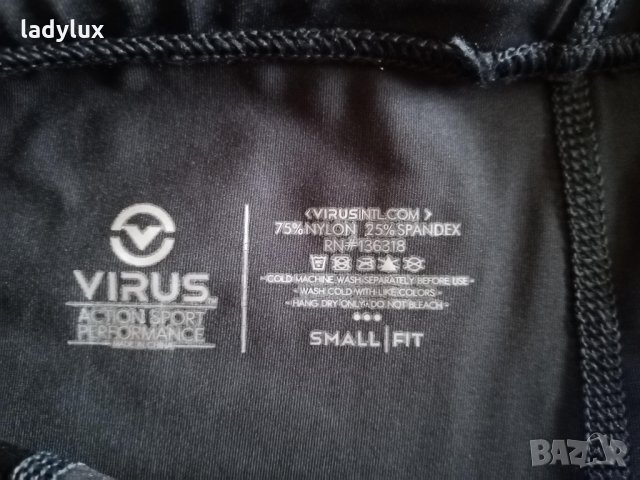 ladylux
VIRUS
ACTION SPORT
PERFORMANCE
<VIRUSINTL.COM>
75% NYLON 25% SPANDEX
RN#136318
COLD MACHINE WASH SEPARATELY BEFORE USE
WASH COLD WITH LIKE COLORS
HANG DRY ONLY DO NOT BLEACH
SMALL|FIT
BAZAR